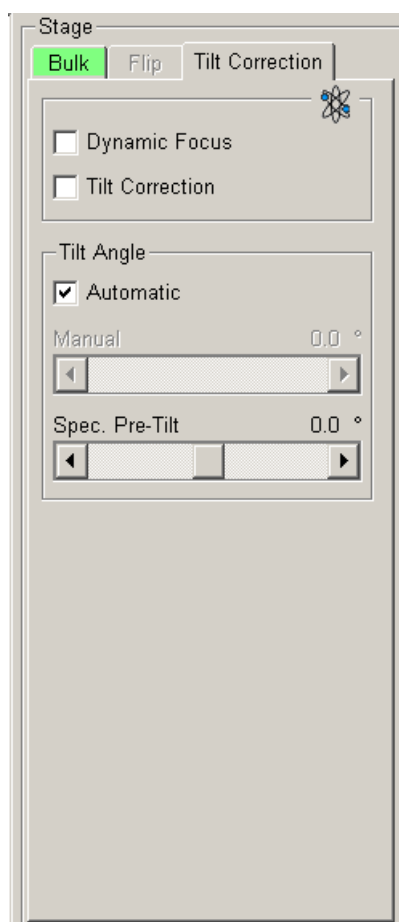 Stage
Bulk Flip Tilt Correction
Dynamic Focus
Tilt Correction
Tilt Angle
Automatic
Manual 0.0 °
Spec. Pre-Tilt 0.0 °